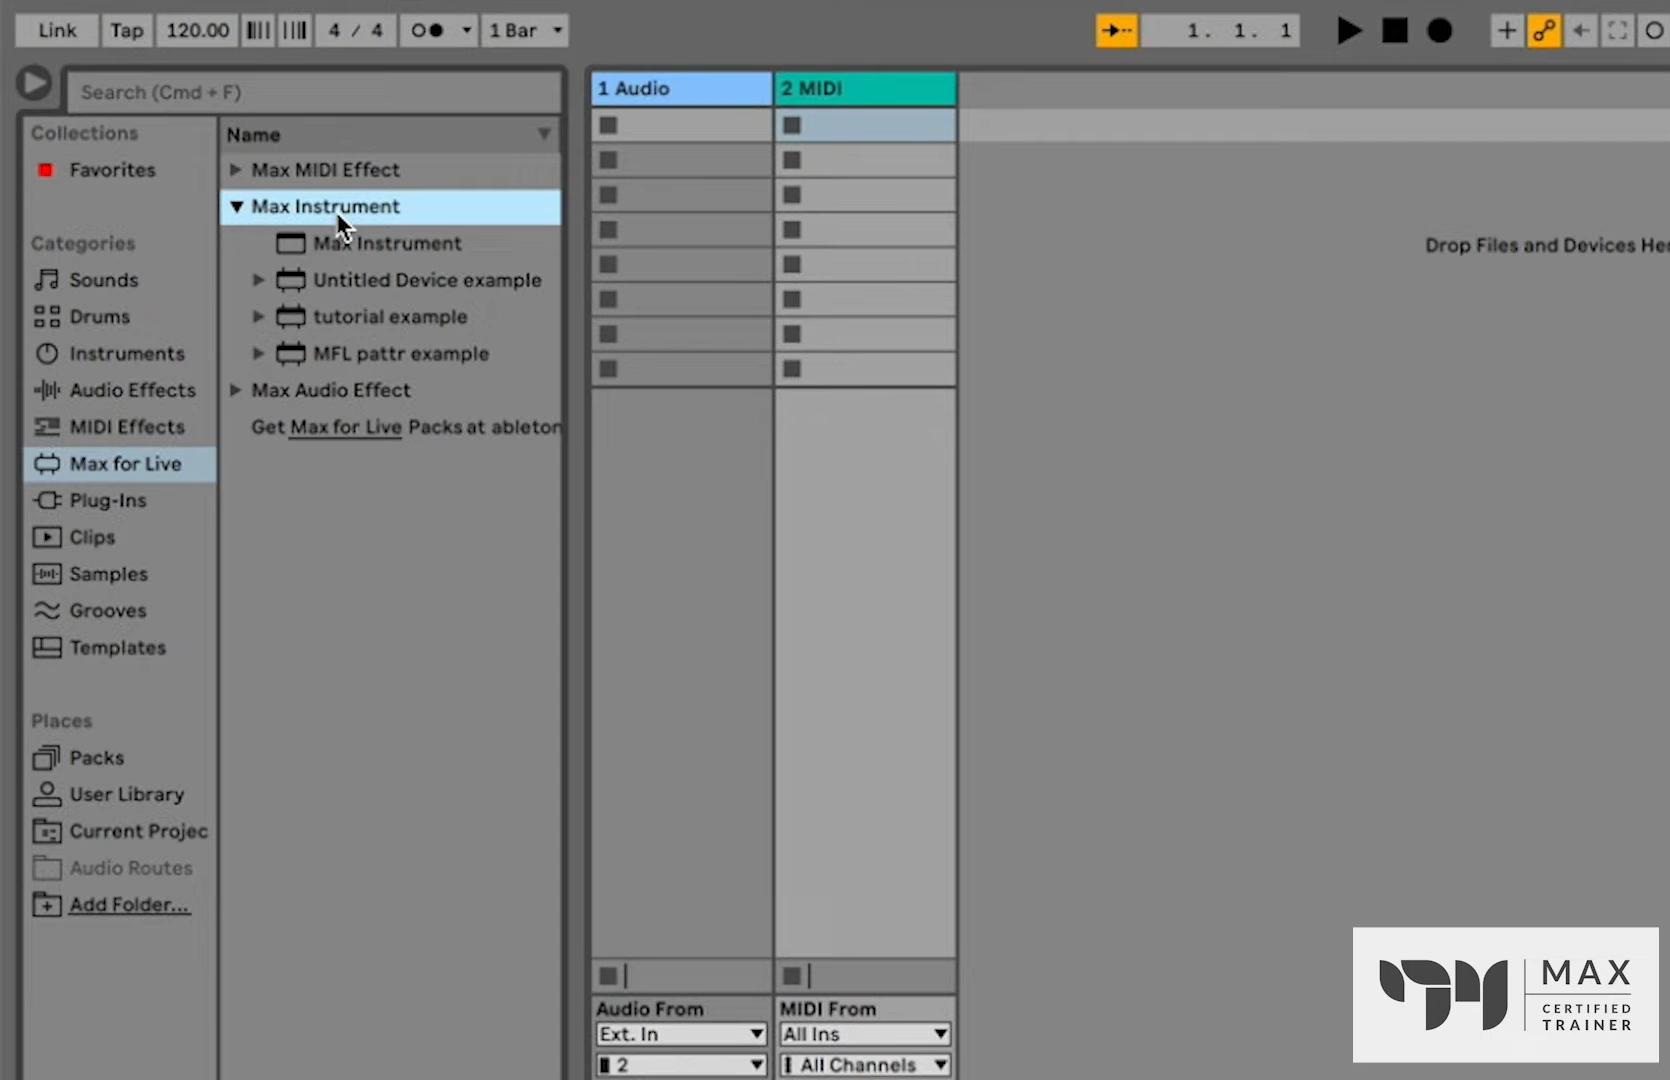 Link
Tap
120.00
4 / 4
1 Bar
1. 1. 1
Search (Cmd + F)
Collections
Favorites
Categories
Sounds
Drums
Instruments
Audio Effects
MIDI Effects
Max for Live
Plug-Ins
Clips
Samples
Grooves
Templates
Places
Packs
User Library
Current Projec
Audio Routes
Add Folder...
Name
Max MIDI Effect
Max Instrument
Max Instrument
Untitled Device example
tutorial example
MFL pattr example
Max Audio Effect
Get Max for Live Packs at ableton
1 Audio
2 MIDI
Drop Files and Devices He
Audio From
Ext. In
2
MIDI From
All Ins
All Channels
MAX
CERTIFIED
TRAINER